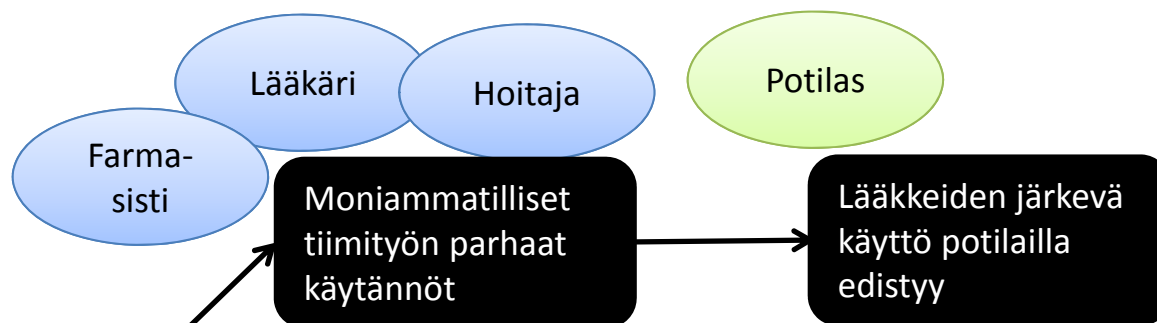 Lääkäri
Hoitaja
Potilas
Farma-
sisti
Moniammatilliset
tiimityön parhaat
käytännöt
Lääkkeiden järkevä
käyttö potilailla
edistyy